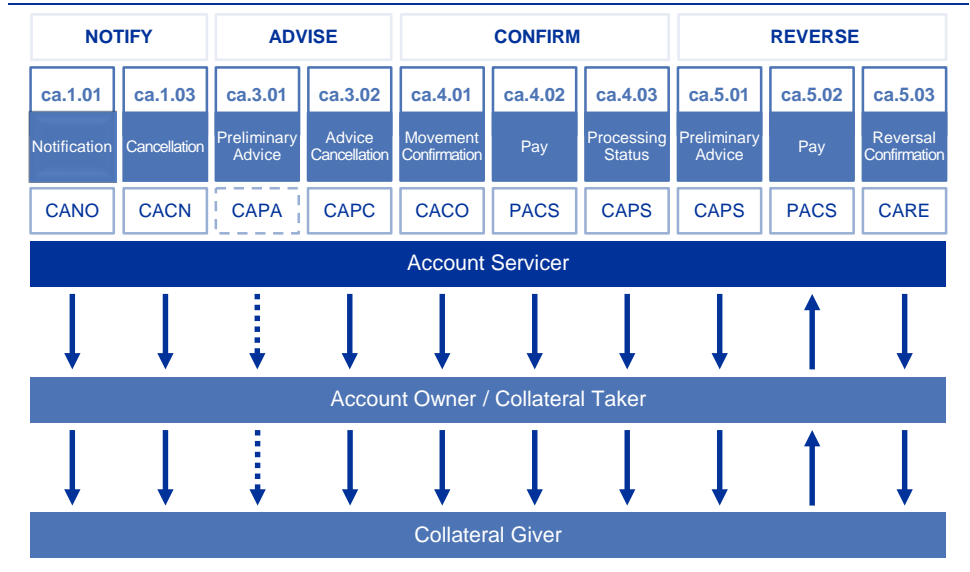 NOTIFY ADVISE CONFIRM REVERSE
ca.1.01 ca.1.03 ca.3.01 ca.3.02 ca.4.01 ca.4.02 ca.4.03 ca.5.01 ca.5.02 ca.5.03
Notification
Cancellation
Preliminary
Advice
Advice
Cancellation
Movement
Confirmation
Pay
Processing
Status
Preliminary
Advice
Pay
Reversal
Confirmation
CANO CACN CAPA CAPC CACO PACS CAPS CAPS PACS CARE
Account Servicer
Account Owner / Collateral Taker
Collateral Giver